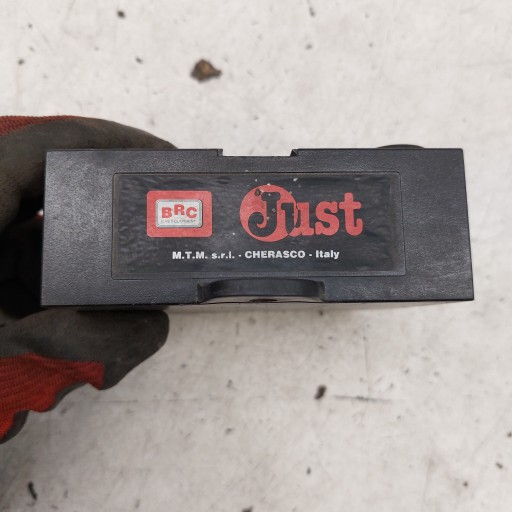 BRC
Just
M.T.M. s.r.l. - CHERASCO - Italy